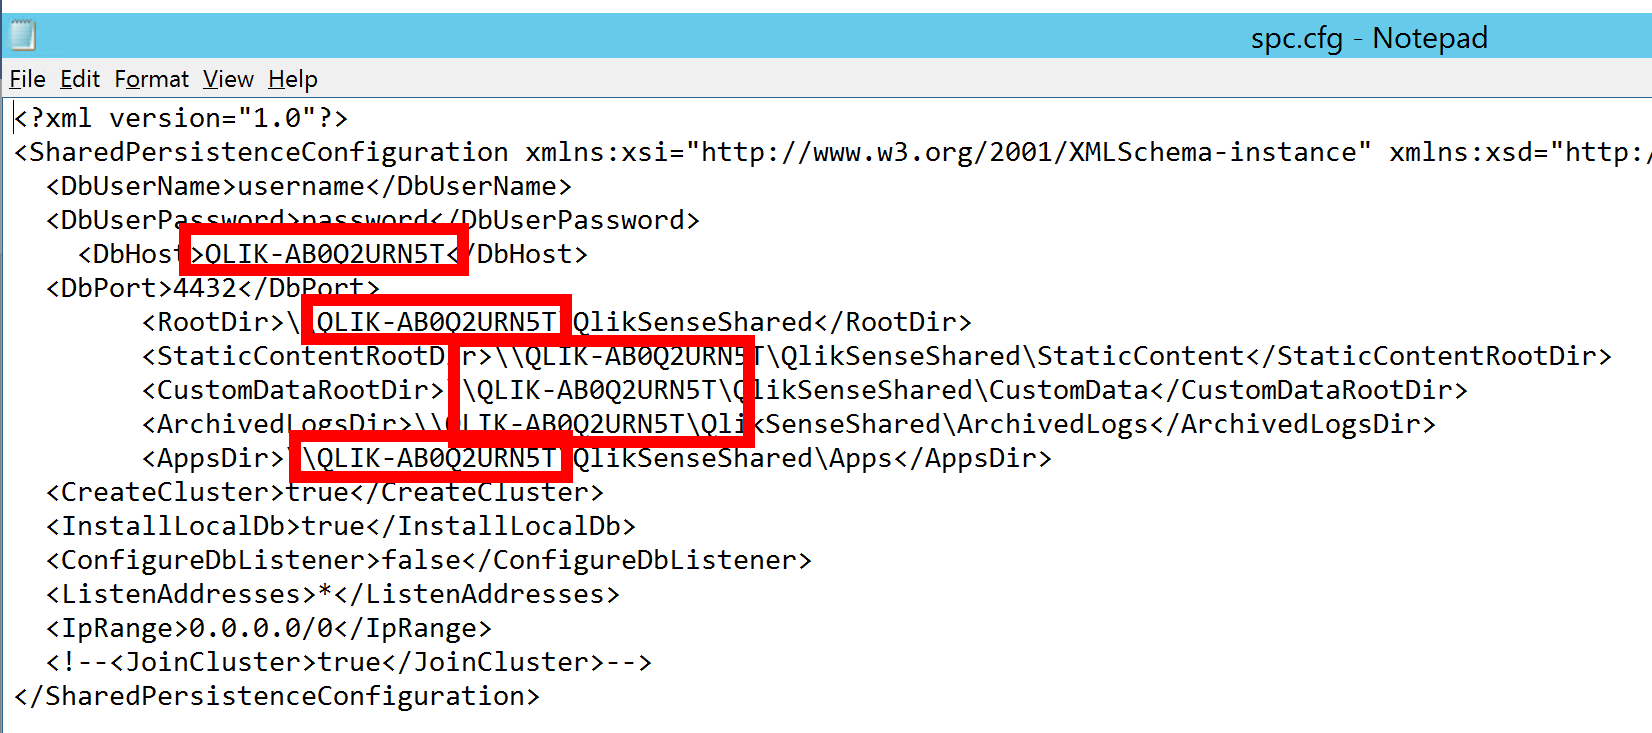 spc.cfg - Notepad
File Edit Format View Help
<?xml version="1.0"?>
<SharedPersistenceConfiguration xmlns:xsi="http://www.w3.org/2001/XMLSchema-instance" xmlns:xsd="http:/
<DbUserName>username</DbUserName>
<DbUserPassword>password</DbUserPassword>
<DbHost>QLIK-AB0Q2URN5T</DbHost>
<DbPort>4432</DbPort>
<RootDir>\\QLIK-AB0Q2URN5T\QlikSenseShared</RootDir>
<StaticContentRootDir>\\QLIK-AB0Q2URN5T\QlikSenseShared\StaticContent</StaticContentRootDir>
<CustomDataRootDir>\\QLIK-AB0Q2URN5T\QlikSenseShared\CustomData</CustomDataRootDir>
<ArchivedLogsDir>\\QLIK-AB0Q2URN5T\QlikSenseShared\ArchivedLogs</ArchivedLogsDir>
<AppsDir>\\QLIK-AB0Q2URN5T\QlikSenseShared\Apps</AppsDir>
<CreateCluster>true</CreateCluster>
<InstallLocalDb>true</InstallLocalDb>
<ConfigureDbListener>false</ConfigureDbListener>
<ListenAddresses>*</ListenAddresses>
<IpRange>0.0.0.0/0</IpRange>
<!--<JoinCluster>true</JoinCluster>-->
</SharedPersistenceConfiguration>